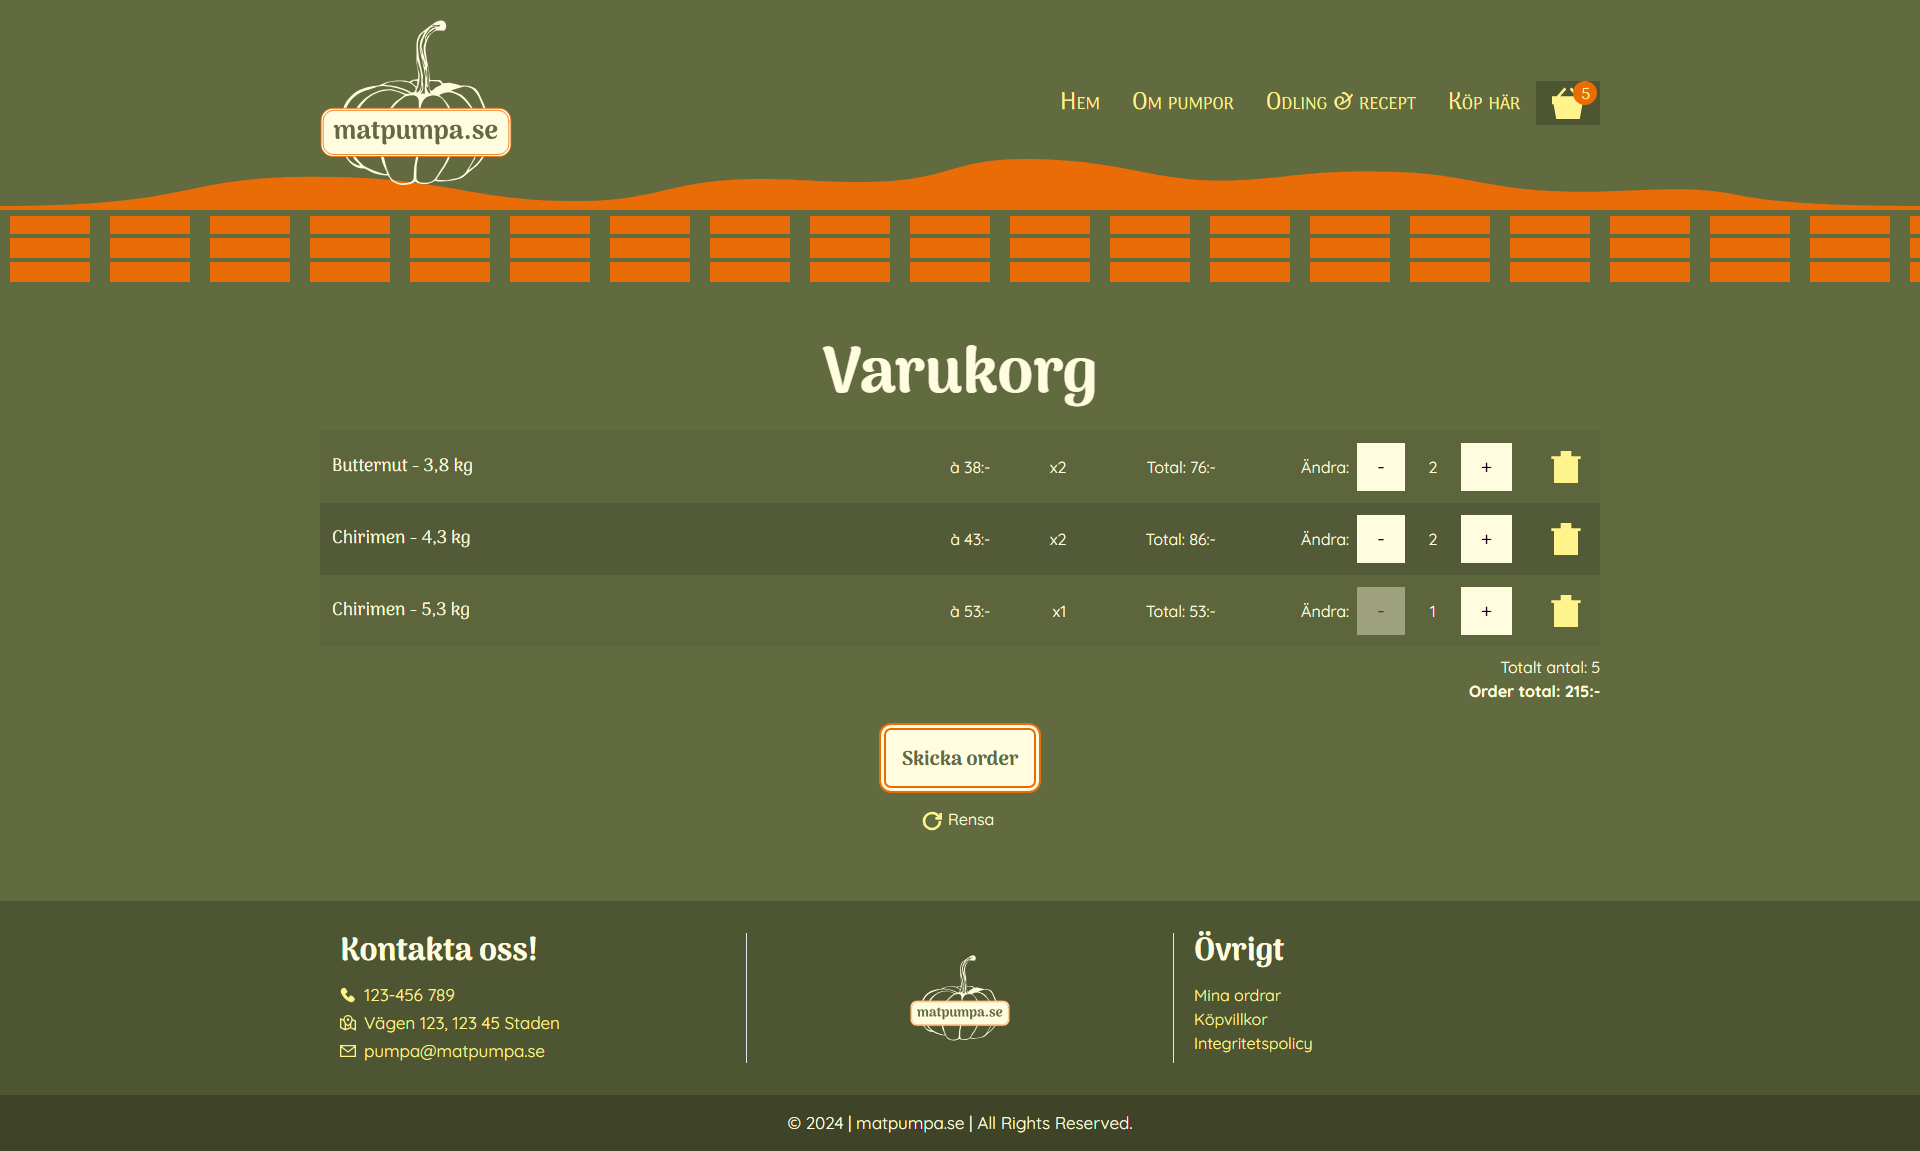 matpumpa.se
Hem Om pumpor Odling & recept Köp här 5
Varukorg
Butternut - 3,8 kg à 38:- x2 Total: 76:- Ändra: - 2 +
Chirimen - 4,3 kg à 43:- x2 Total: 86:- Ändra: - 2 +
Chirimen - 5,3 kg à 53:- x1 Total: 53:- Ändra: - 1 +
Totalt antal: 5
Order total: 215:-
Skicka order
Rensa
Kontakta oss!
123-456 789
Vägen 123, 123 45 Staden
pumpa@matpumpa.se
matpumpa.se
Övrigt
Mina ordrar
Köpvillkor
Integritetspolicy
© 2024 | matpumpa.se | All Rights Reserved.